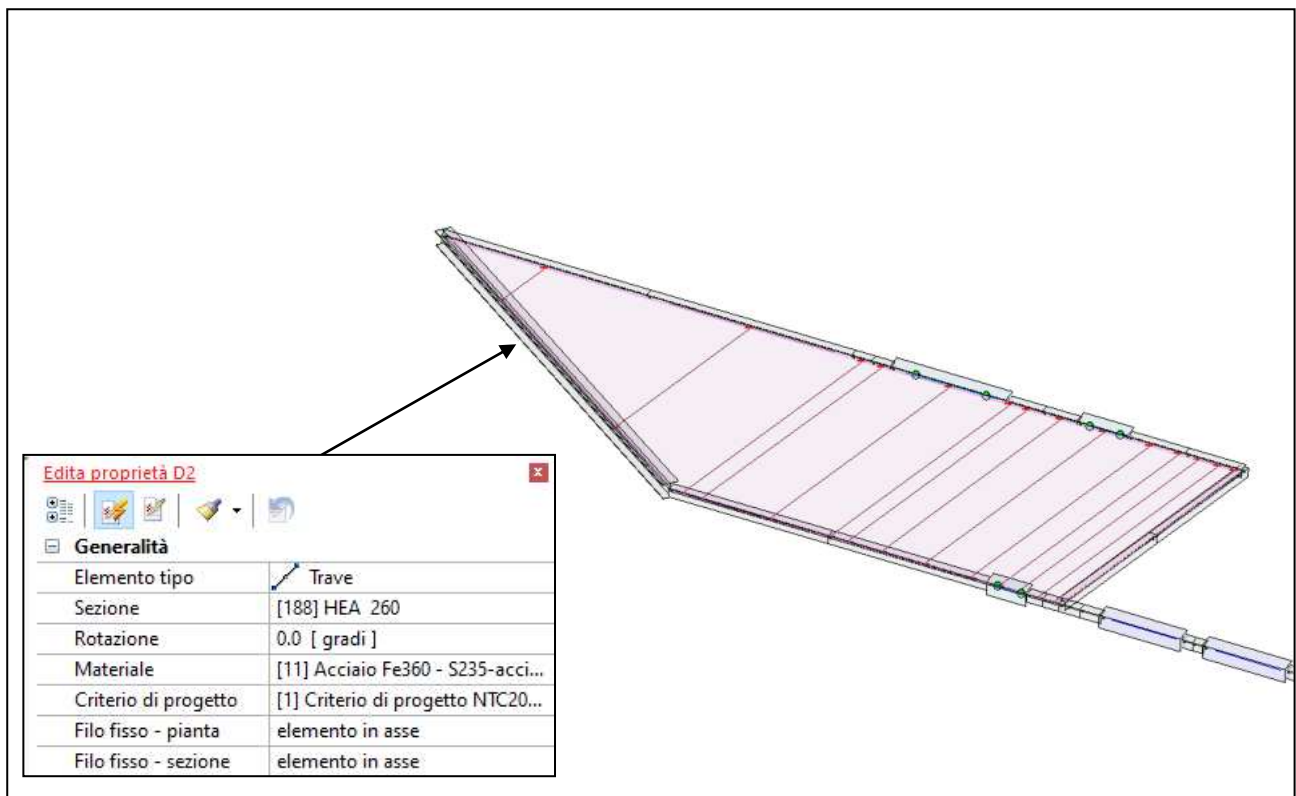 Edita proprietà D2
Generalità
Elemento tipo Trave
Sezione [188] HEA 260
Rotazione 0.0 [ gradi ]
Materiale [11] Acciaio Fe360 - S235-acci...
Criterio di progetto [1] Criterio di progetto NTC20...
Filo fisso - pianta elemento in asse
Filo fisso - sezione elemento in asse